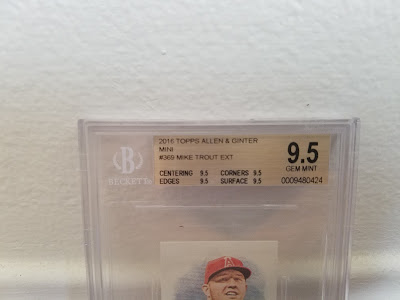 2016 TOPPS ALLEN & GINTER
MINI
#369 MIKE TROUT EXT
CENTERING 9.5 CORNERS 9.5
EDGES 9.5 SURFACE 9.5
9.5
GEM MINT
0009480424
B
BECKETT
A